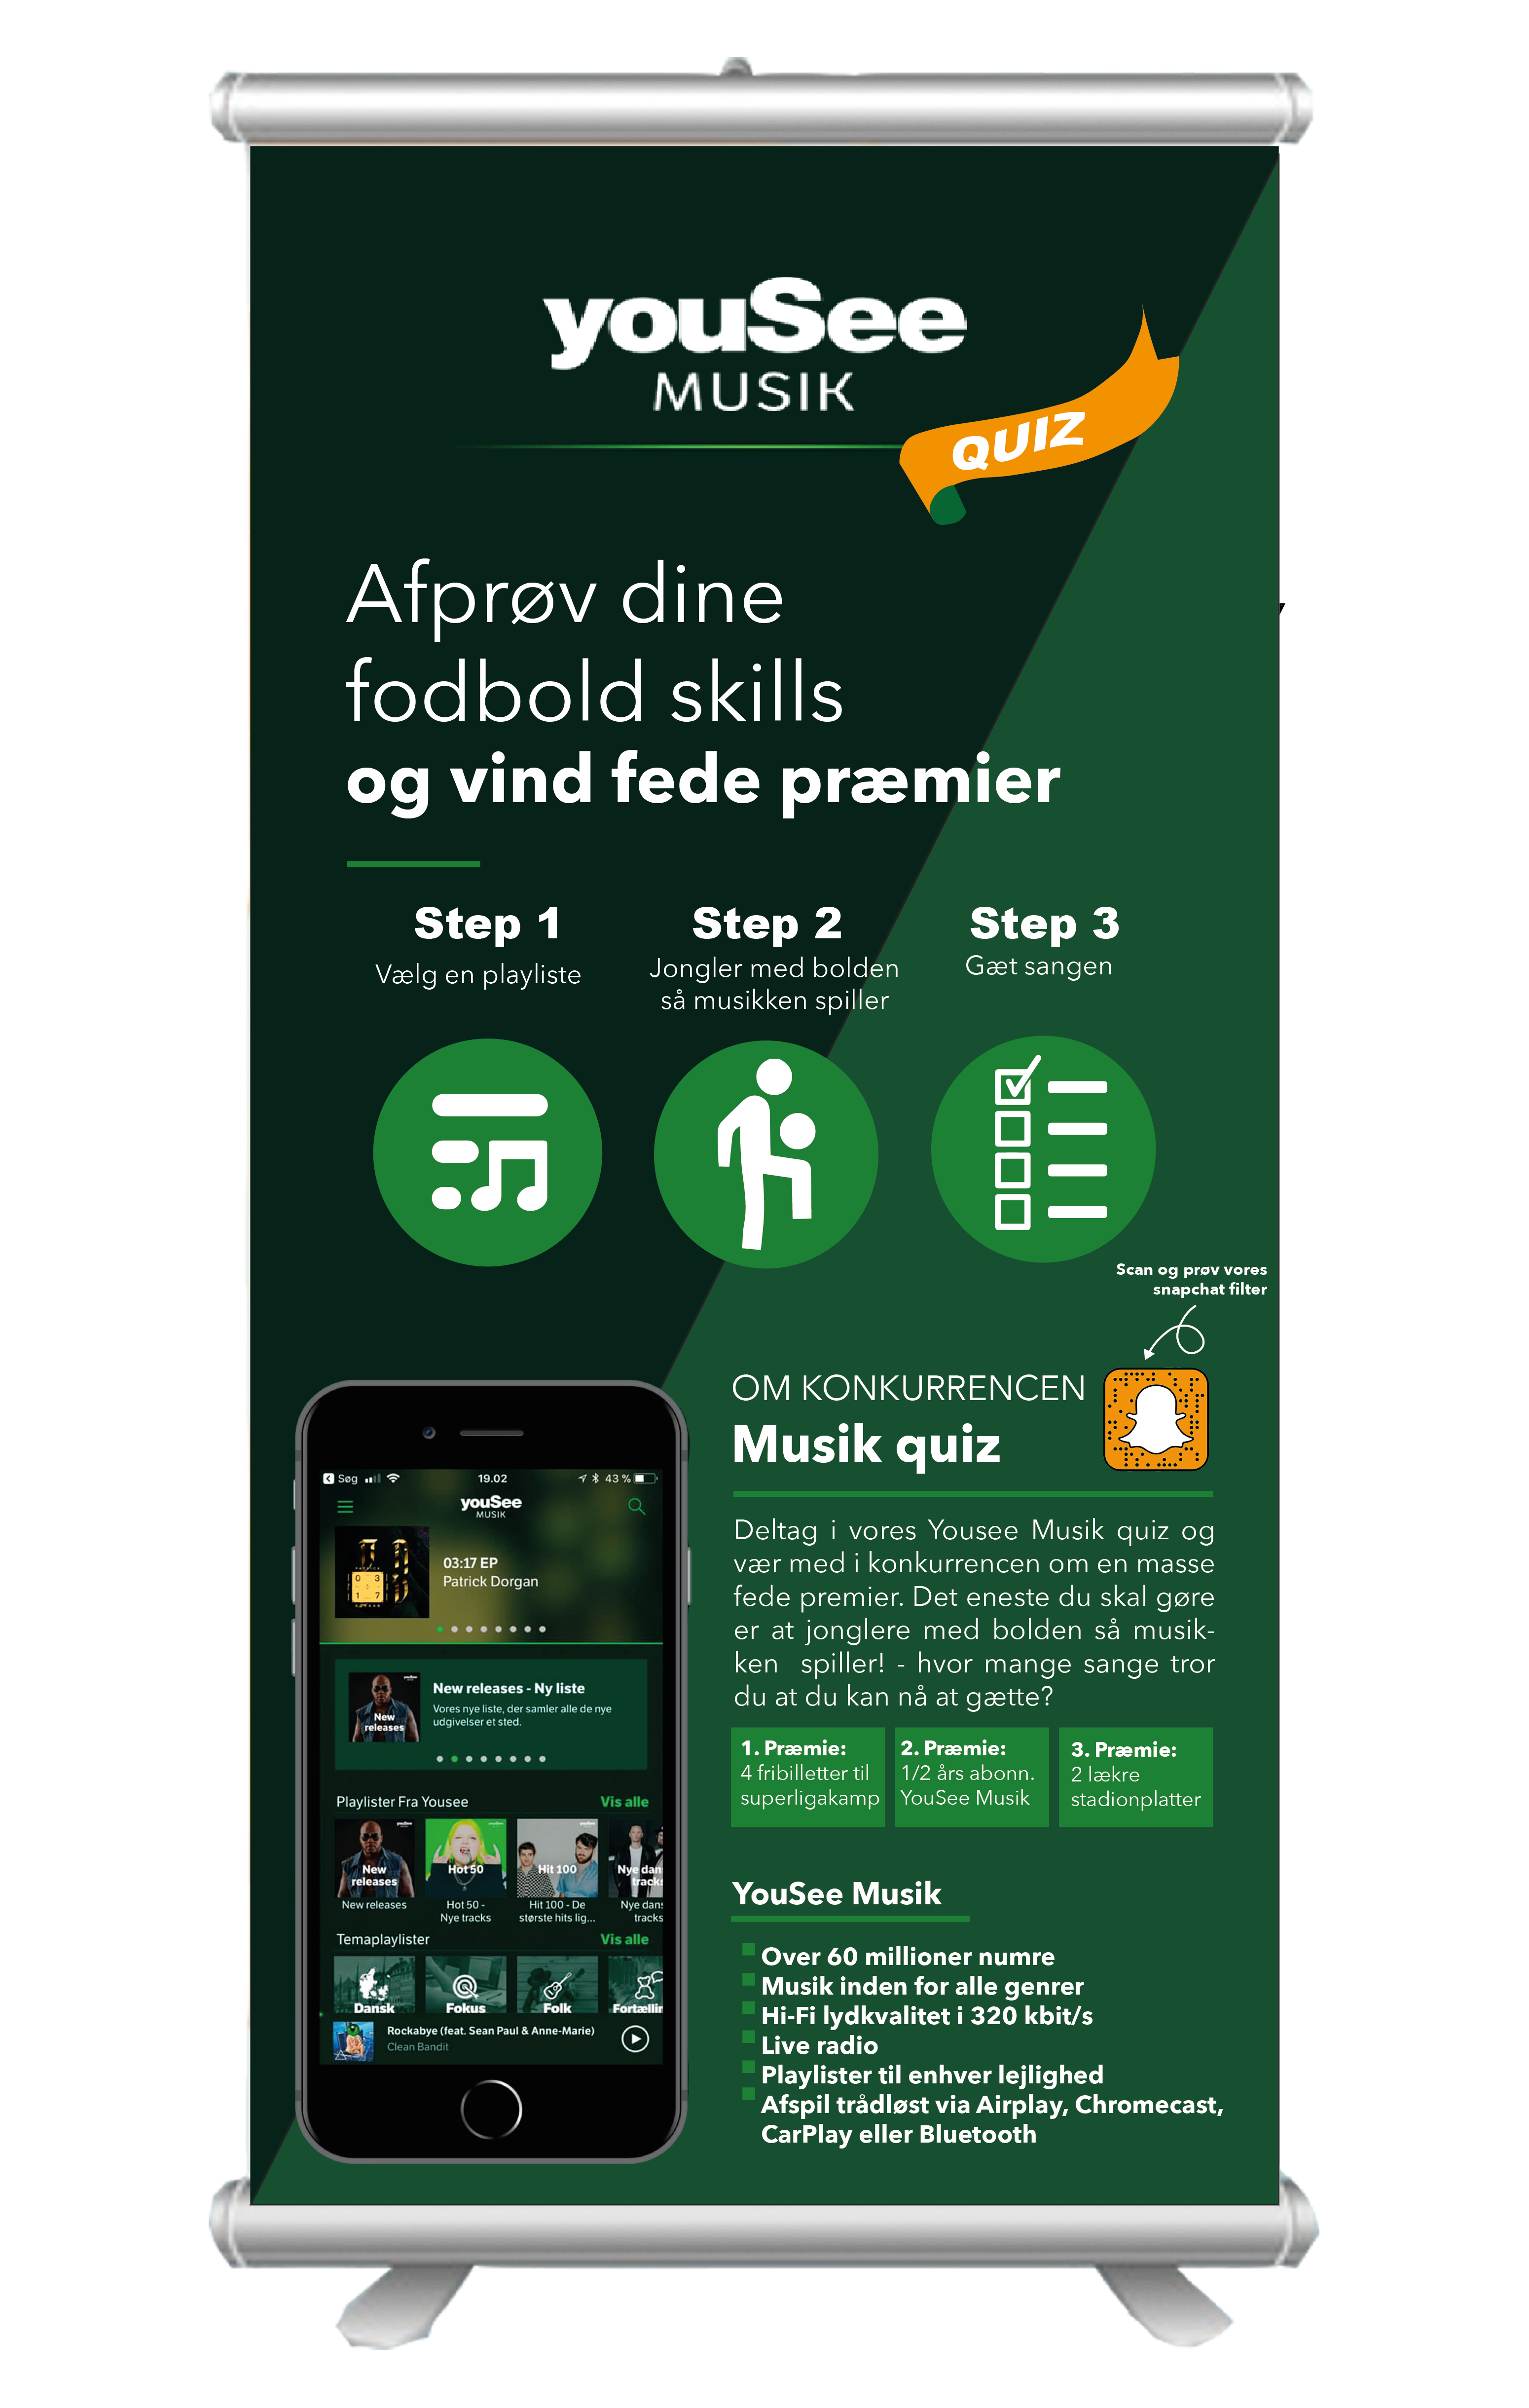 youSee
MUSIK
QUIZ
Afprøv dine
fodbold skills
og vind fede præmier
Step 1
Vælg en playliste
Step 2
Jongler med bolden
så musikken spiller
Step 3
Gæt sangen
Scan og prøv vores
snapchat filter
OM KONKURRENCEN
Musik quiz
Deltag i vores Yousee Musik quiz og
vær med i konkurrencen om en masse
fede premier. Det eneste du skal gøre
er at jonglere med bolden så musik-
ken spiller! - hvor mange sange tror
du at du kan nå at gætte?
1. Præmie:
4 fribilletter til
superligakamp
2. Præmie:
1/2 års abonn.
YouSee Musik
3. Præmie:
2 lækre
stadionplatter
YouSee Musik
Over 60 millioner numre
Musik inden for alle genrer
Hi-Fi lydkvalitet i 320 kbit/s
Live radio
Playlister til enhver lejlighed
Afspil trådløst via Airplay, Chromecast,
CarPlay eller Bluetooth
Søg 19.02 43 %
youSee
MUSIK
0 3
1 7
03:17 EP
Patrick Dorgan
New
releases
New releases - Ny liste
Vores nye liste, der samler alle de nye
udgivelser et sted.
Playlister Fra Yousee Vis alle
New
releases
Hot50
Hit 100
Nye dan
track
New releases
Hot 50 -
Nye tracks
Hit 100 - De
største hits lig...
Nye dans
tracks
Temaplaylister Vis alle
Dansk
Fokus
Folk
Fortællin
Rockabye (feat. Sean Paul & Anne-Marie)
Clean Bandit